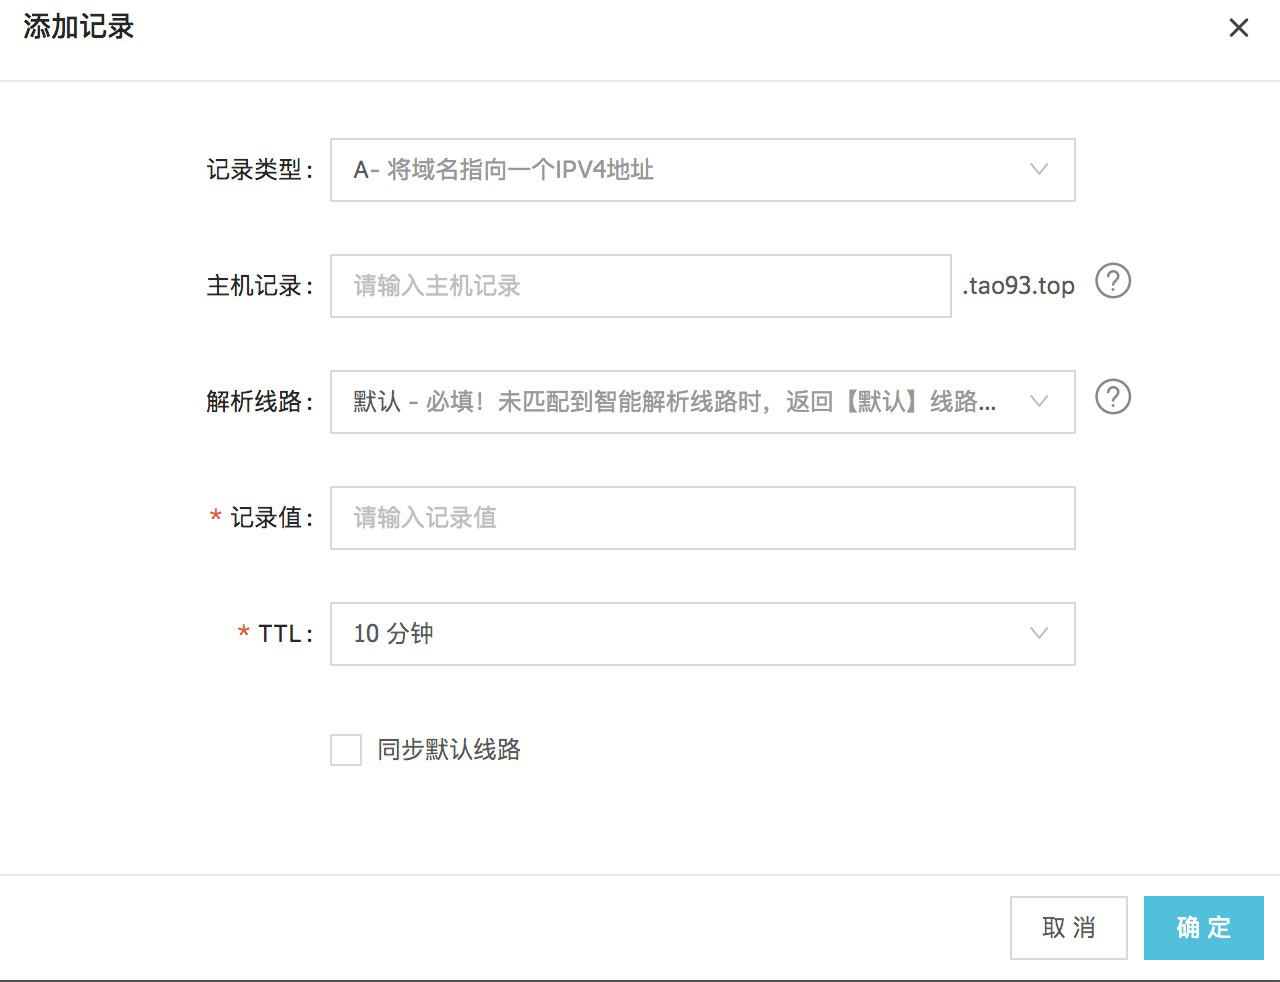 添加记录
记录类型：
A- 将域名指向一个IPV4地址
主机记录：
请输入主机记录
.tao93.top
?
解析线路：
默认 - 必填！未匹配到智能解析线路时，返回【默认】线路...
?
* 记录值：
请输入记录值
* TTL：
10 分钟
同步默认线路
取 消
确 定